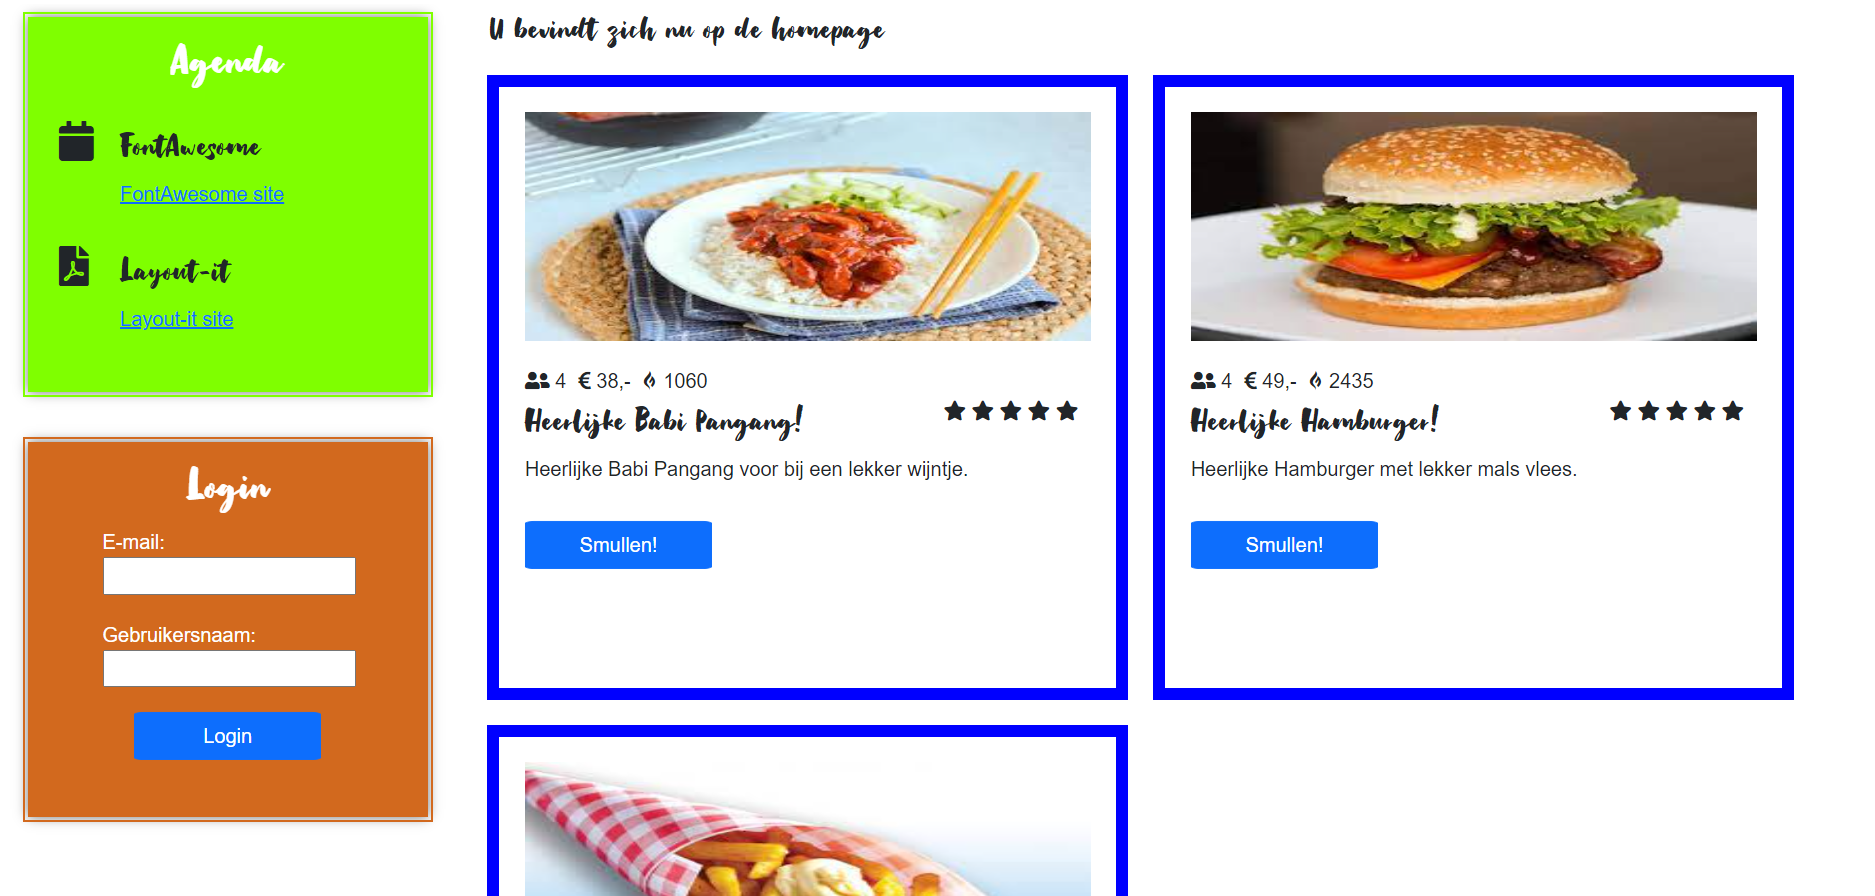 Agenda
FontAwesome
FontAwesome site
Layout-it
Layout-it site
Login
E-mail:
Gebruikersnaam:
Login
U bevindt zich nu op de homepage
4 € 38,- 1060
Heerlijke Babi Pangang!
Heerlijke Babi Pangang voor bij een lekker wijntje.
Smullen!
4 € 49,- 2435
Heerlijke Hamburger!
Heerlijke Hamburger met lekker mals vlees.
Smullen!